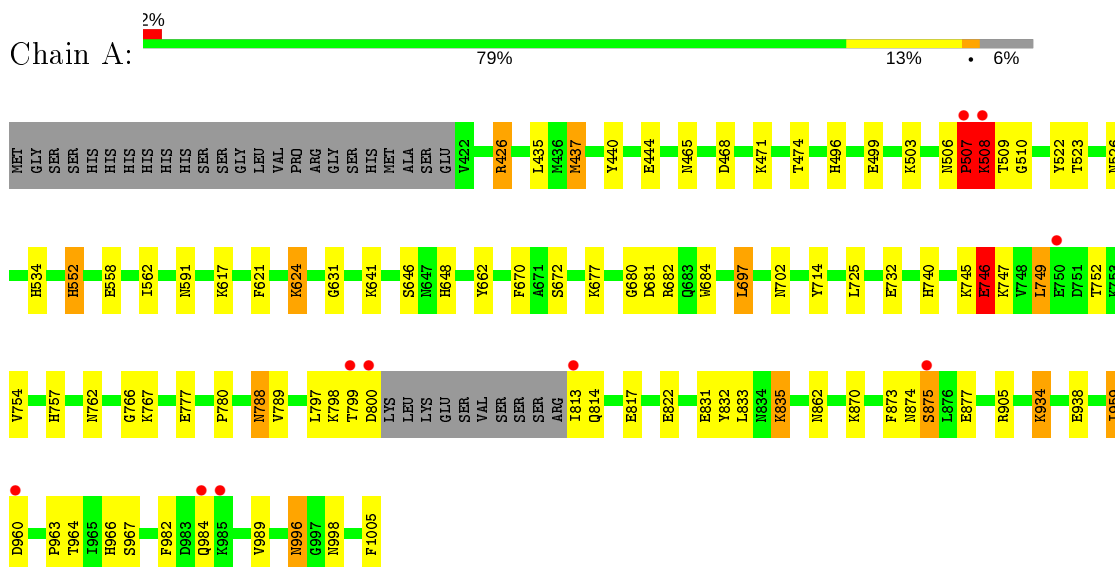 2%
Chain A:
79% 13% • 6%
MET GLY SER SER HIS HIS HIS HIS HIS HIS SER SER GLY LEU VAL PRO ARG GLY SER HIS MET ALA SER GLU V422 R426 L435 M436 M437 Y440 E444 N465 D468 K471 T474 H496 E499 K503 N506 P507 K508 T509 G510 Y522 T523 N526
H534 H552 E558 I562 N591 K617 F621 K624 G631 K641 S646 N647 H648 Y662 F670 A671 S672 K677 G680 D681 R682 Q683 W684 L697 N702 Y714 L725 E732 H740 K745 E746 K747 V748 L749 E750 D751 T752 K753
V754 H757 N762 G766 K767 E777 P780 N788 V789 L797 K798 T799 D800 LYS LEU LYS GLU SER VAL SER SER SER ARG I813 Q814 E817 E822 E831 Y832 L833 N834 K835 N862 K870 F873 N874 S875 L876 E877 R905 K934 E938 I959
D960 P963 T964 I965 H966 S967 F982 D983 Q984 K985 V989 N996 G997 N998 F1005